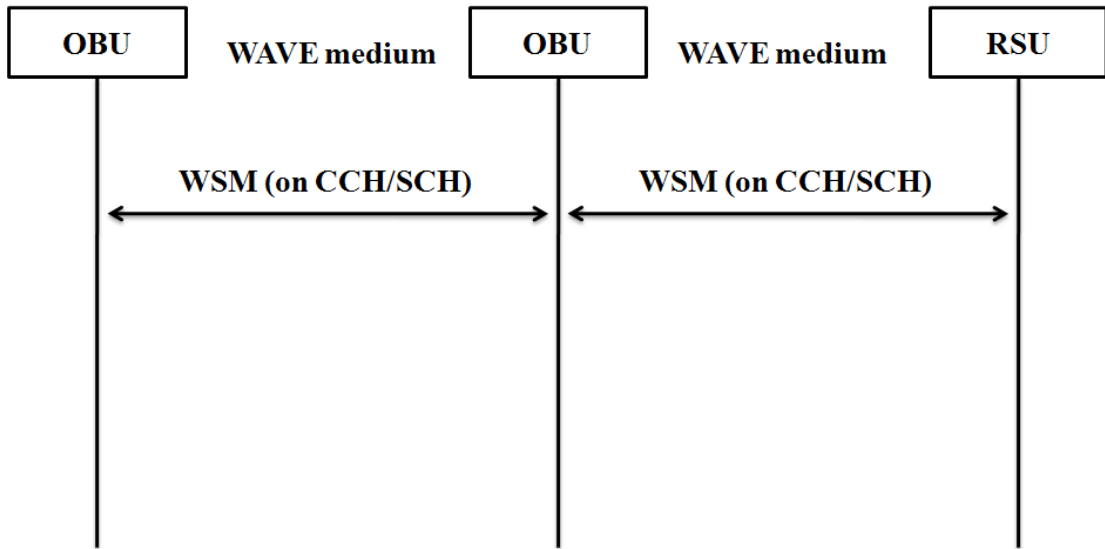 OBU
WAVE medium
OBU
WAVE medium
RSU
WSM (on CCH/SCH)
WSM (on CCH/SCH)